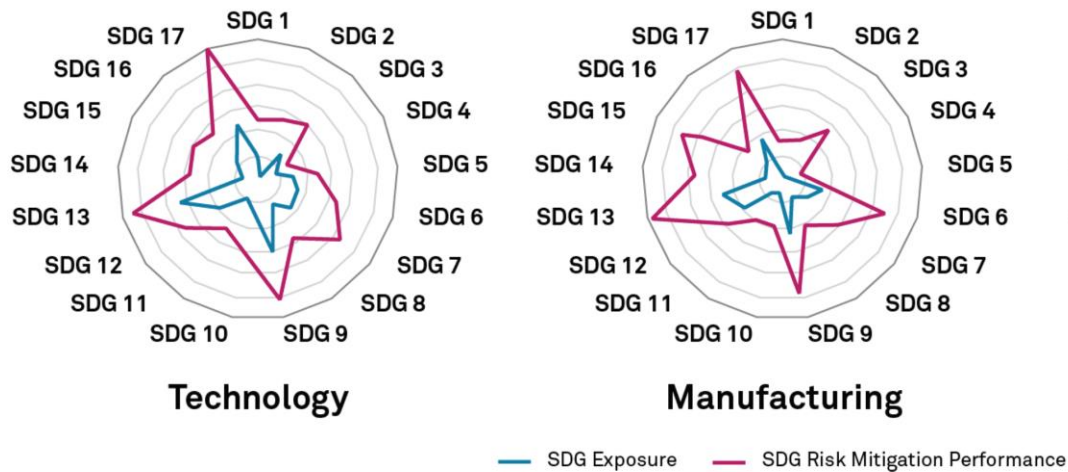 SDG 1
SDG 2
SDG 3
SDG 4
SDG 5
SDG 6
SDG 7
SDG 8
SDG 9
SDG 10
SDG 11
SDG 12
SDG 13
SDG 14
SDG 15
SDG 16
SDG 17
Technology
SDG 1
SDG 2
SDG 3
SDG 4
SDG 5
SDG 6
SDG 7
SDG 8
SDG 9
SDG 10
SDG 11
SDG 12
SDG 13
SDG 14
SDG 15
SDG 16
SDG 17
Manufacturing
SDG Exposure
SDG Risk Mitigation Performance